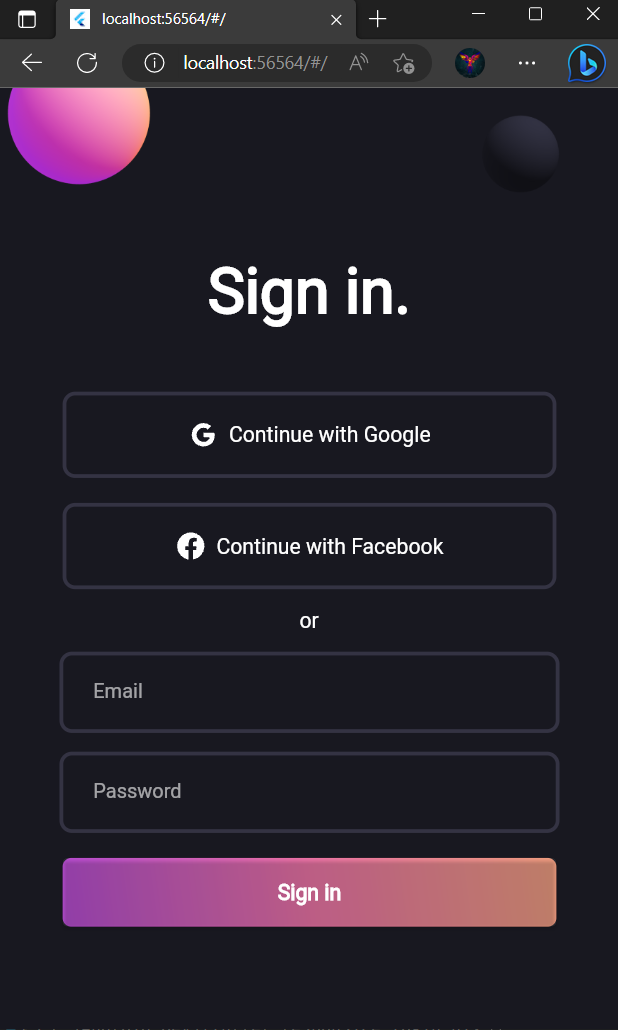 localhost:56564/#/
localhost:56564/#/
Sign in.
Continue with Google
Continue with Facebook
or
Email
Password
Sign in